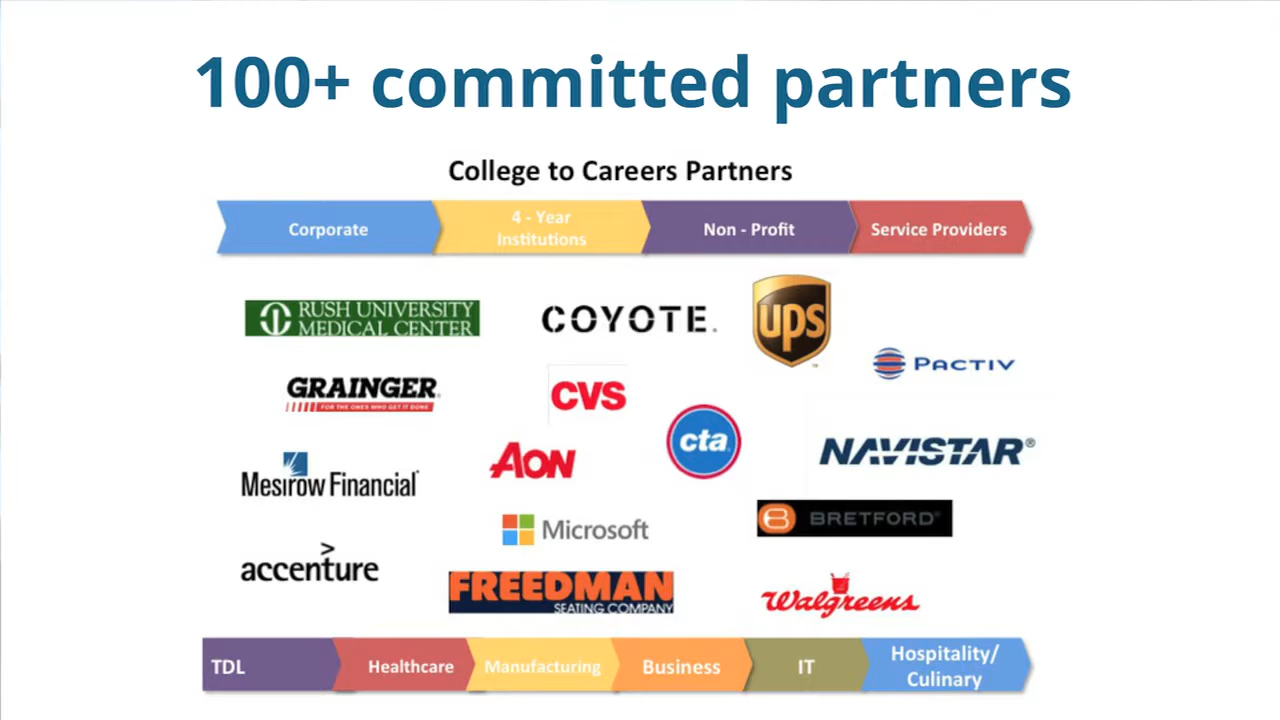 100+ committed partners
College to Careers Partners
Corporate
4 - Year
Institutions
Non - Profit
Service Providers
RUSH UNIVERSITY
MEDICAL CENTER
COYOTE.
ups
PACTIV
GRAINGER
FOR THE ONES WHO GET IT DONE
CVS
cta
AON
NAVISTAR®
Mesirow Financial
Microsoft
BRETFORD®
accenture
FREEDMAN
SEATING COMPANY
Walgreens
TDL
Healthcare
Manufacturing
Business
IT
Hospitality/
Culinary